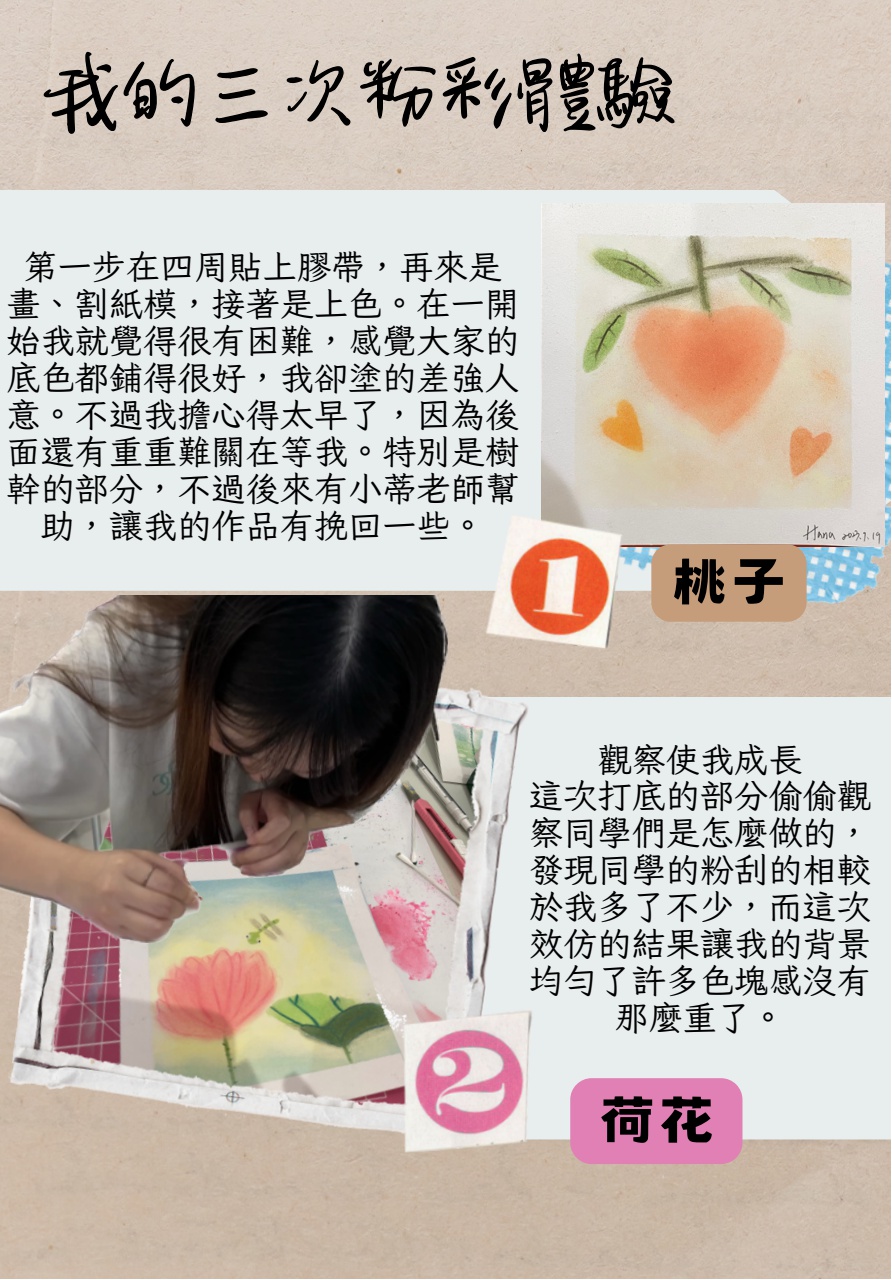 我的三次粉彩體驗
第一步在四周貼上膠帶，再來是
畫、割紙模，接著是上色。在一開
始我就覺得很有困難，感覺大家的
底色都鋪得很好，我卻塗的差強人
意。不過我擔心得太早了，因為後
面還有重重難關在等我。特別是樹
幹的部分，不過後來有小蒂老師幫
助，讓我的作品有挽回一些。
Hana 2023.7.19
1
桃子
觀察使我成長
這次打底的部分偷偷觀
察同學們是怎麼做的，
發現同學的粉刮的相較
於我多了不少，而這次
效仿的結果讓我的背景
均勻了許多色塊感沒有
那麼重了。
2
荷花